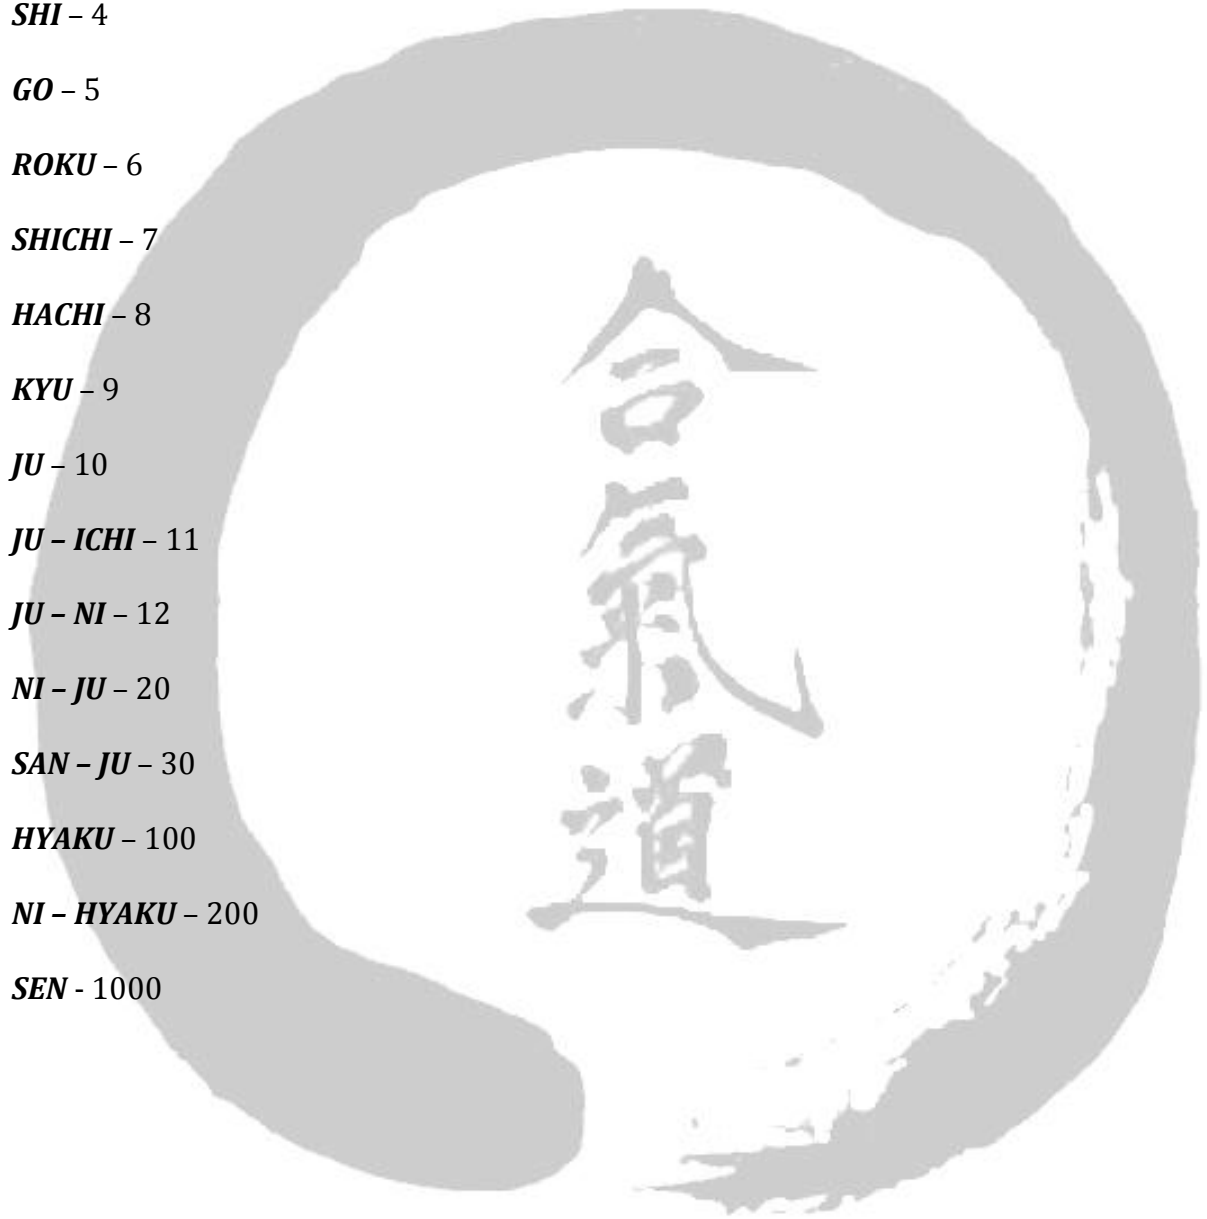 SHI – 4
GO – 5
ROKU – 6
SHICHI – 7
HACHI – 8
KYU – 9
JU – 10
JU – ICHI – 11
JU – NI – 12
NI – JU – 20
SAN – JU – 30
HYAKU – 100
NI – HYAKU – 200
SEN - 1000
合
氣
道